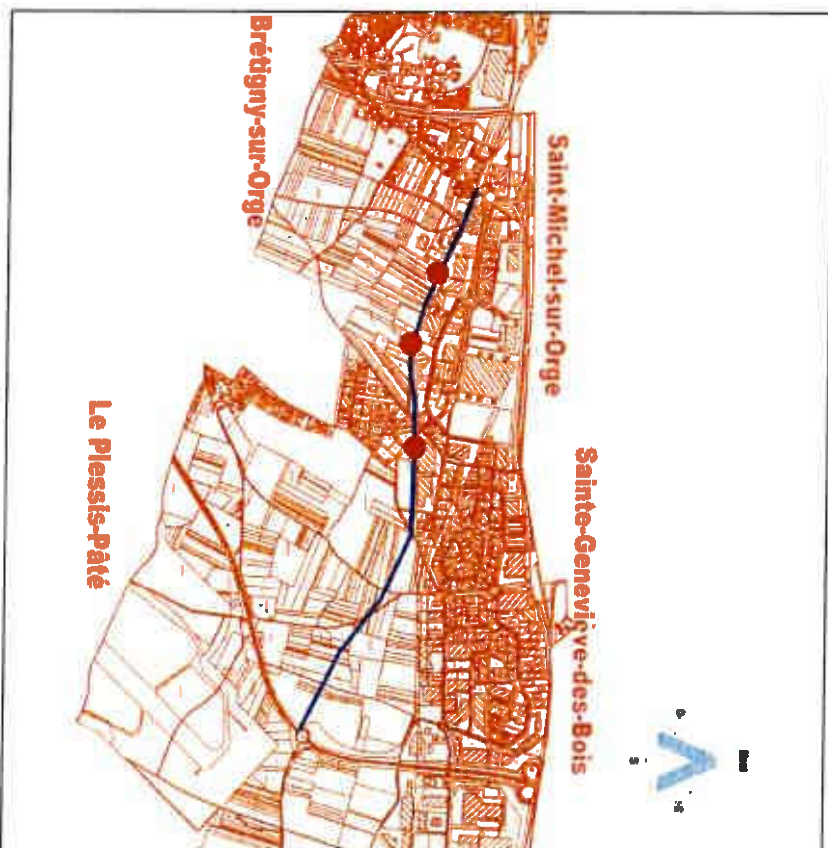 Saint-Michel-sur-Orge
Brétigny-sur-Orge
Sainte-Geneviève-des-Bois
Le Plessis-Pâté